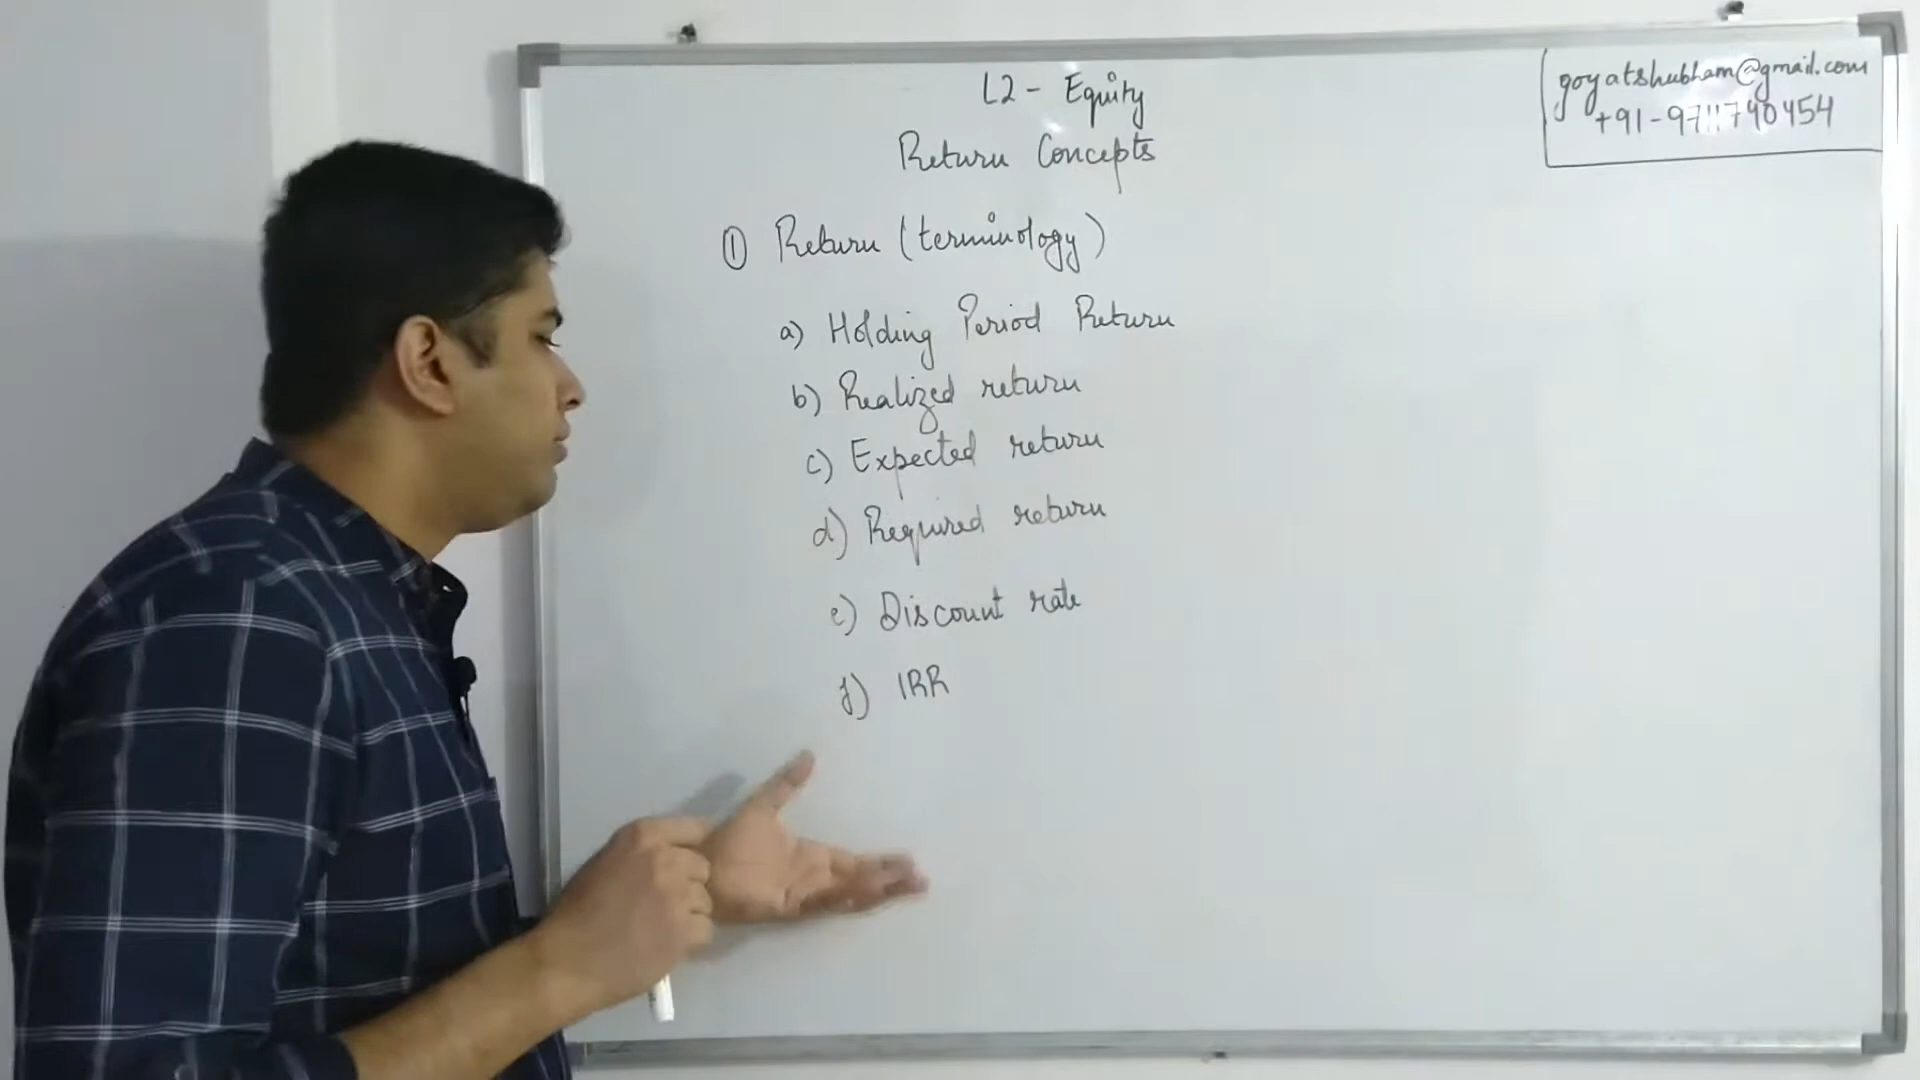 L2 - Equity
Return Concepts
goyatshubham@gmail.com
+91-9711790454
① Return (terminology)
a) Holding Period Return
b) Realized return
c) Expected return
d) Required return
e) Discount rate
f) IRR